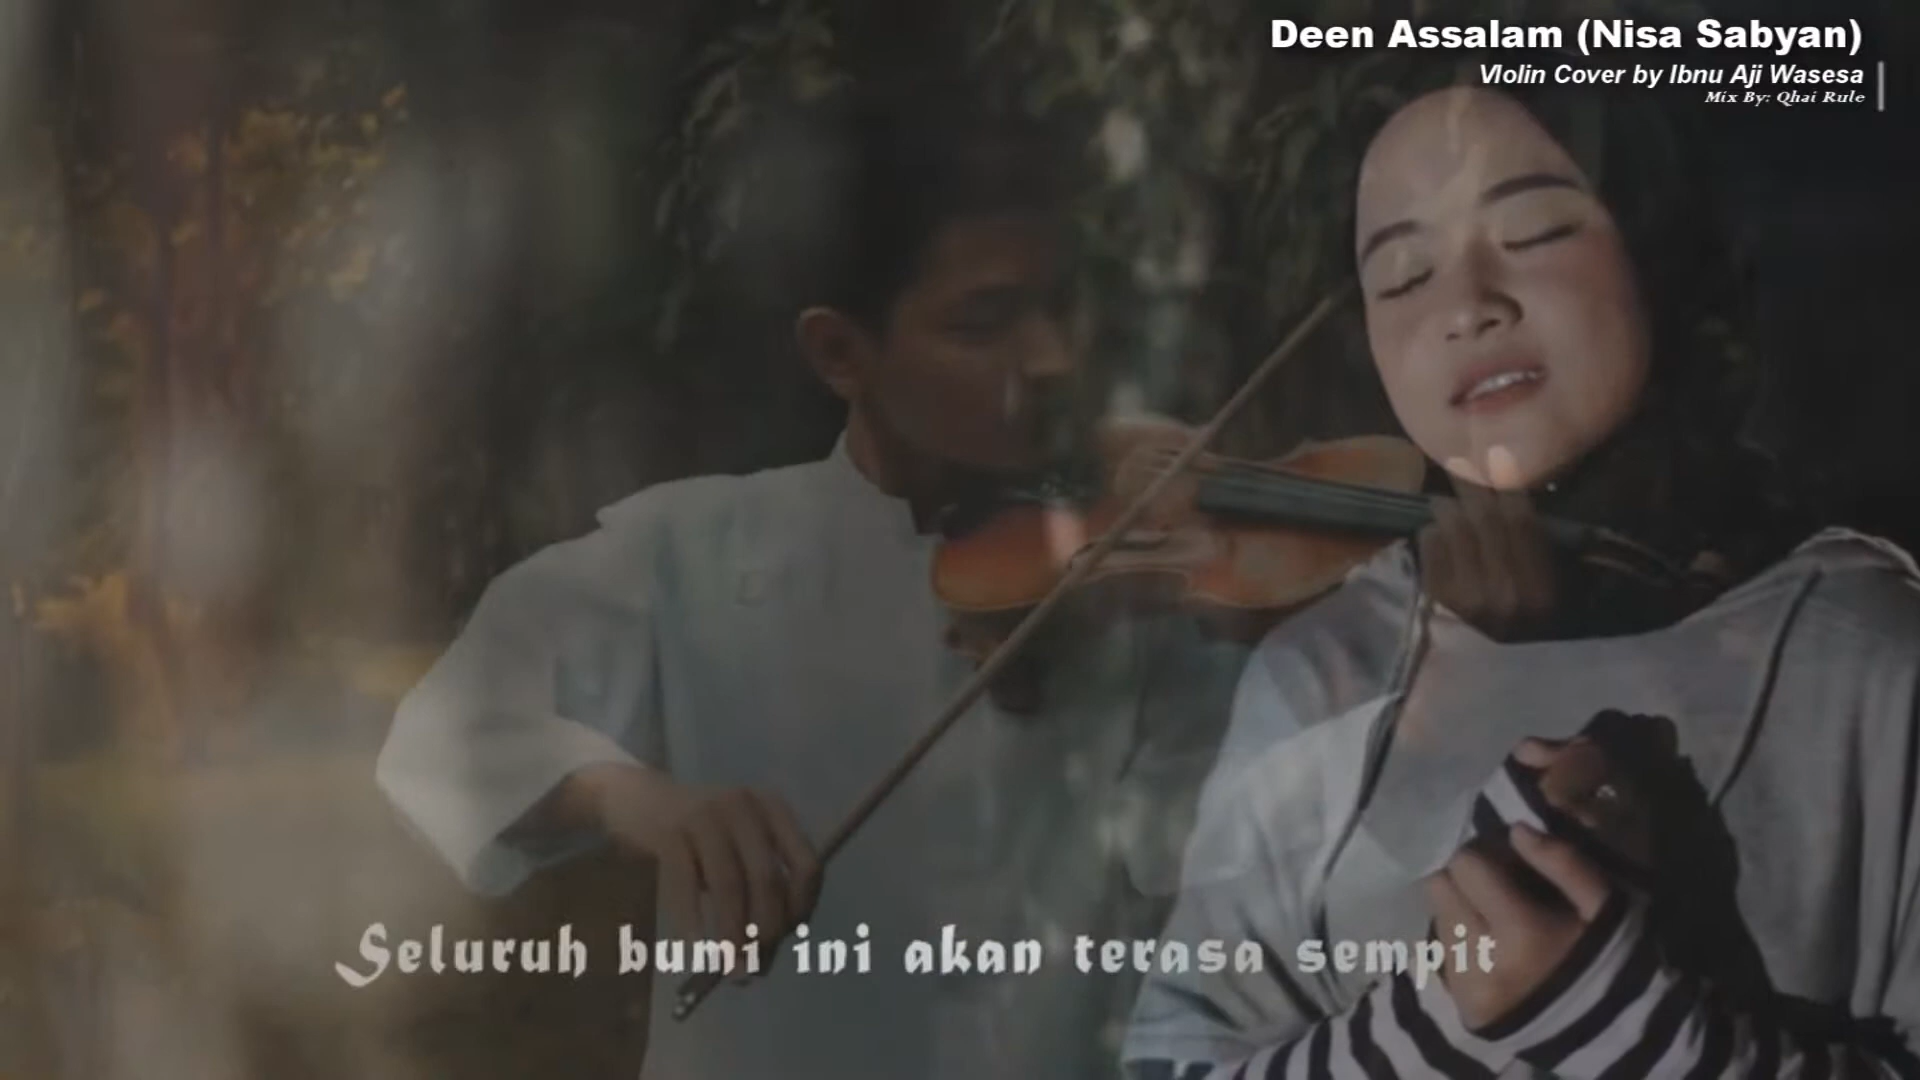 Deen Assalam (Nisa Sabyan)
Violin Cover by Ibnu Aji Wasesa
Mix By: Qhai Rule
Seluruh bumi ini akan terasa sempit